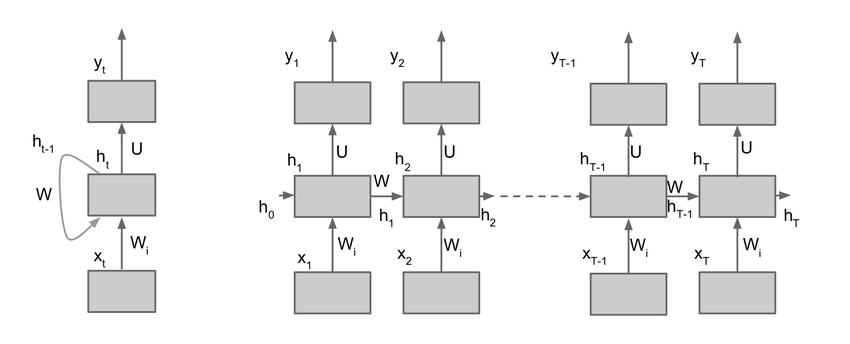 y_t
h_{t-1}
h_t
U
W
W_i
x_t
y_1
y_2
y_{T-1}
y_T
U
U
U
U
h_1
h_2
h_{T-1}
h_T
W
W
h_0
h_1
h_2
h_{T-1}
h_T
W_i
W_i
W_i
W_i
x_1
x_2
x_{T-1}
x_T